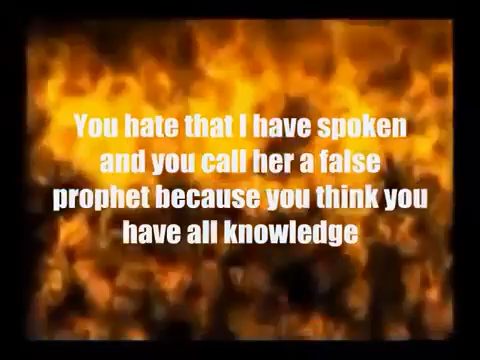 You hate that I have spoken
and you call her a false
prophet because you think you
have all knowledge